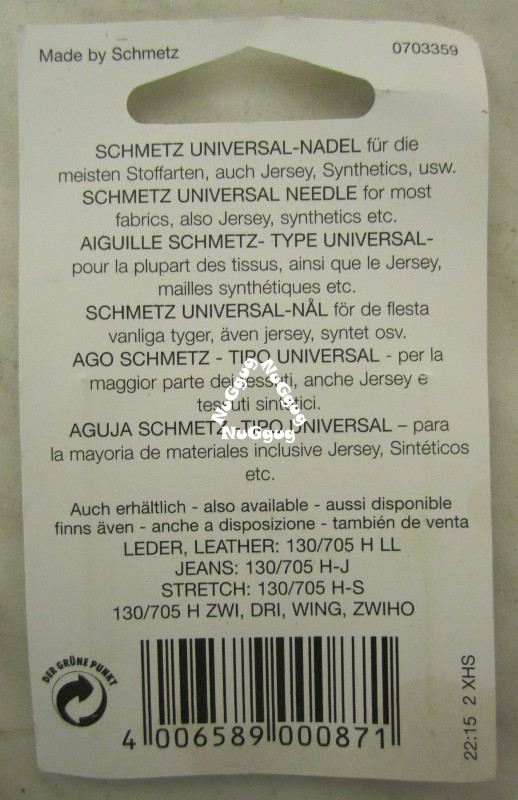 Made by Schmetz 0703359
SCHMETZ UNIVERSAL-NADEL für die
meisten Stoffarten, auch Jersey, Synthetics, usw.
SCHMETZ UNIVERSAL NEEDLE for most
fabrics, also Jersey, synthetics etc.
AIGUILLE SCHMETZ- TYPE UNIVERSAL-
pour la plupart des tissus, ainsi que le Jersey,
mailles synthétiques etc.
SCHMETZ UNIVERSAL-NÅL för de flesta
vanliga tyger, även jersey, syntet osv.
AGO SCHMETZ - TIPO UNIVERSAL - per la
maggior parte dei tessuti, anche Jersey e
tessuti sintetici.
AGUJA SCHMETZ -TIPO UNIVERSAL – para
la mayoria de materiales inclusive Jersey, Sintéticos
etc.
NoGgug
NoGgug
NoGgug
Auch erhältlich - also available - aussi disponible
finns även - anche a disposizione - también de venta
LEDER, LEATHER: 130/705 H LL
JEANS: 130/705 H-J
STRETCH: 130/705 H-S
130/705 H ZWI, DRI, WING, ZWIHO
DER GRÜNE PUNKT
4 006589 000871
22:15 2 XHS